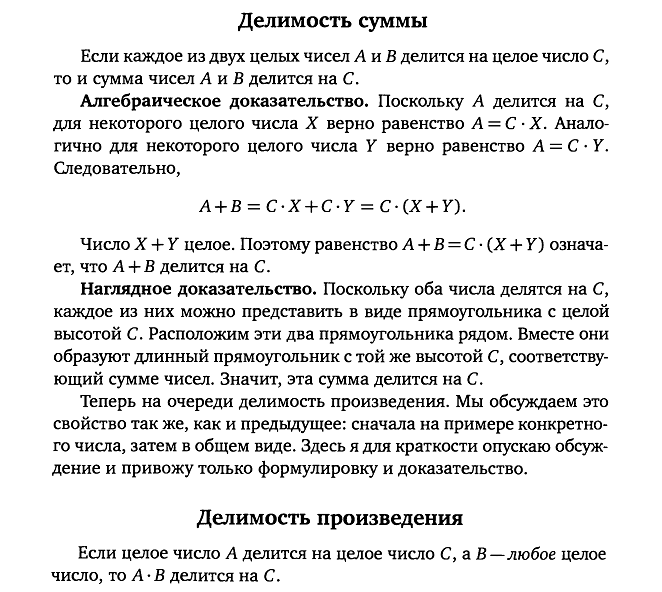 Делимость суммы
Если каждое из двух целых чисел A и B делится на целое число C,
то и сумма чисел A и B делится на C.
Алгебраическое доказательство. Поскольку A делится на C,
для некоторого целого числа X верно равенство A = C · X. Анало-
гично для некоторого целого числа Y верно равенство A = C · Y.
Следовательно,
A + B = C · X + C · Y = C · (X + Y).
Число X + Y целое. Поэтому равенство A + B = C · (X + Y) означа-
ет, что A + B делится на C.
Наглядное доказательство. Поскольку оба числа делятся на C,
каждое из них можно представить в виде прямоугольника с целой
высотой C. Расположим эти два прямоугольника рядом. Вместе они
образуют длинный прямоугольник с той же высотой C, соответству-
ющий сумме чисел. Значит, эта сумма делится на C.
Теперь на очереди делимость произведения. Мы обсуждаем это
свойство так же, как и предыдущее: сначала на примере конкретно-
го числа, затем в общем виде. Здесь я для краткости опускаю обсуж-
дение и привожу только формулировку и доказательство.
Делимость произведения
Если целое число A делится на целое число C, а B — любое целое
число, то A · B делится на C.